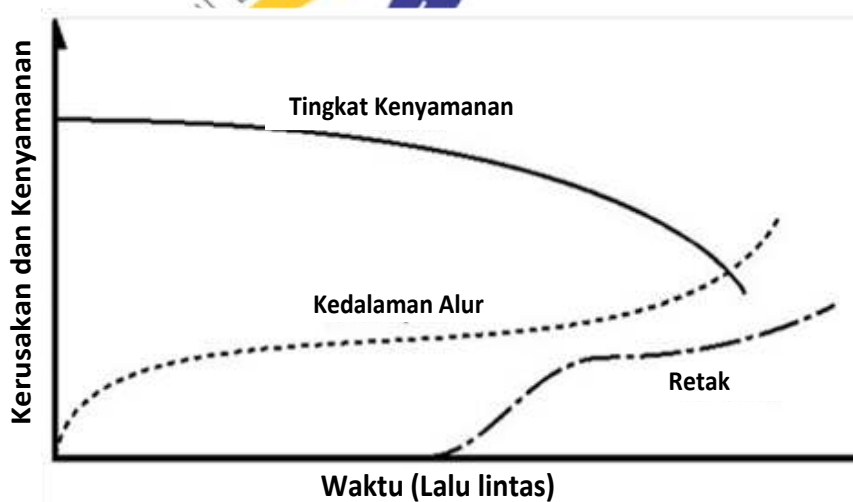 Kerusakan dan Kenyamanan
Tingkat Kenyamanan
Kedalaman Alur
Retak
Waktu (Lalu lintas)